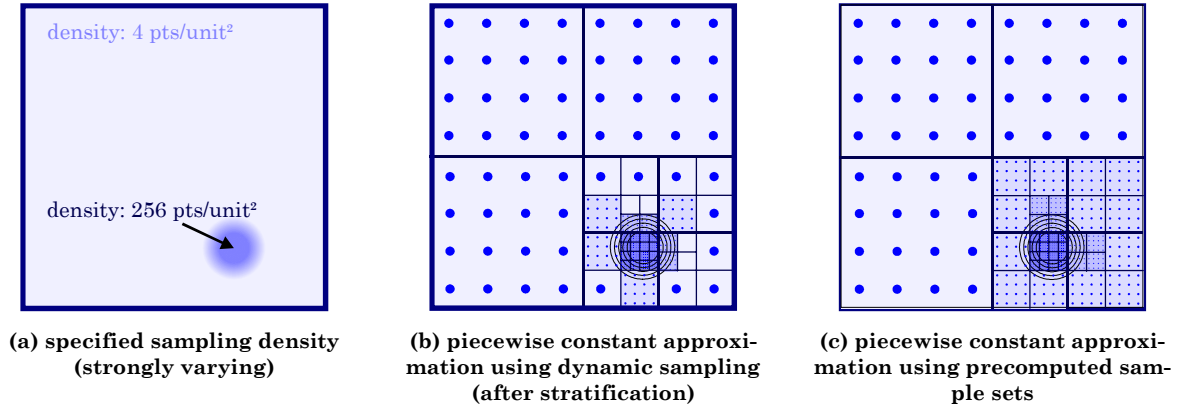 density: 4 pts/unit²
density: 256 pts/unit²
(a) specified sampling density
(strongly varying)
(b) piecewise constant approxi-
mation using dynamic sampling
(after stratification)
(c) piecewise constant approxi-
mation using precomputed sam-
ple sets